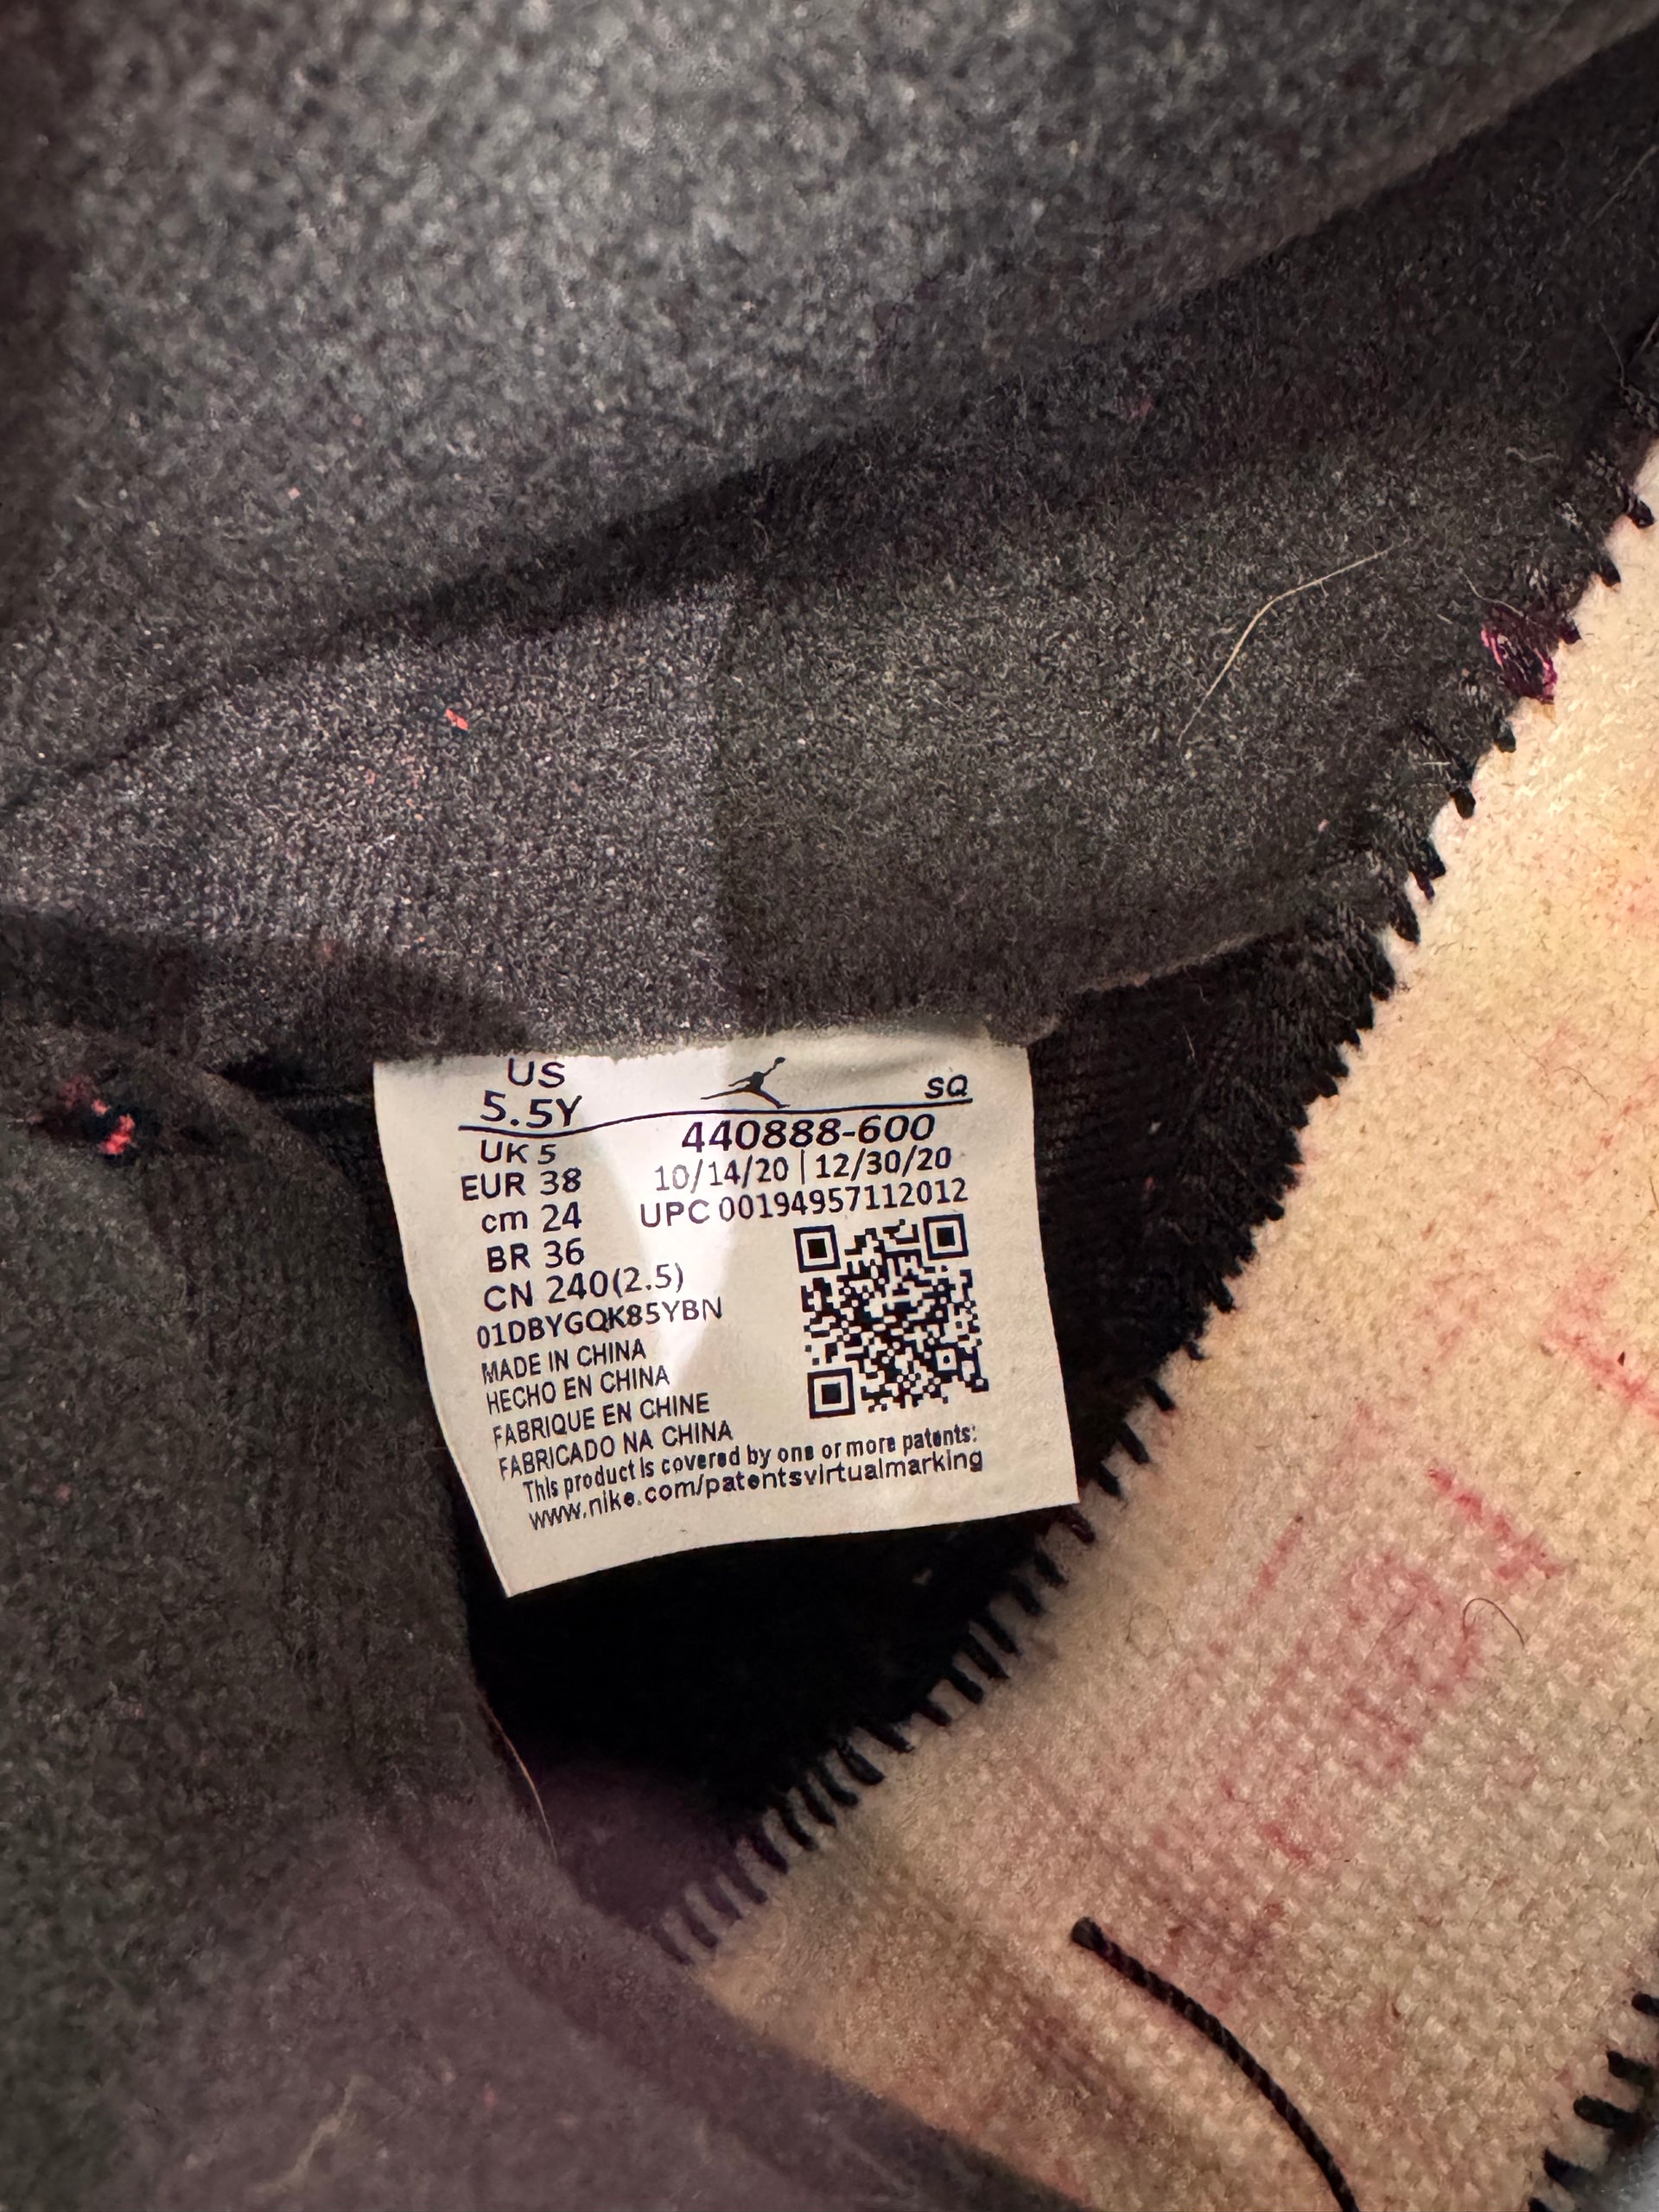 US
5.5Y
SQ
UK 5
440888-600
EUR 38
10/14/20 | 12/30/20
cm 24
UPC 00194957112012
BR 36
CN 240(2.5)
01DBYGQK85YBN
MADE IN CHINA
HECHO EN CHINA
FABRIQUE EN CHINE
FABRICADO NA CHINA
This product is covered by one or more patents:
www.nike.com/patentsvirtualmarking